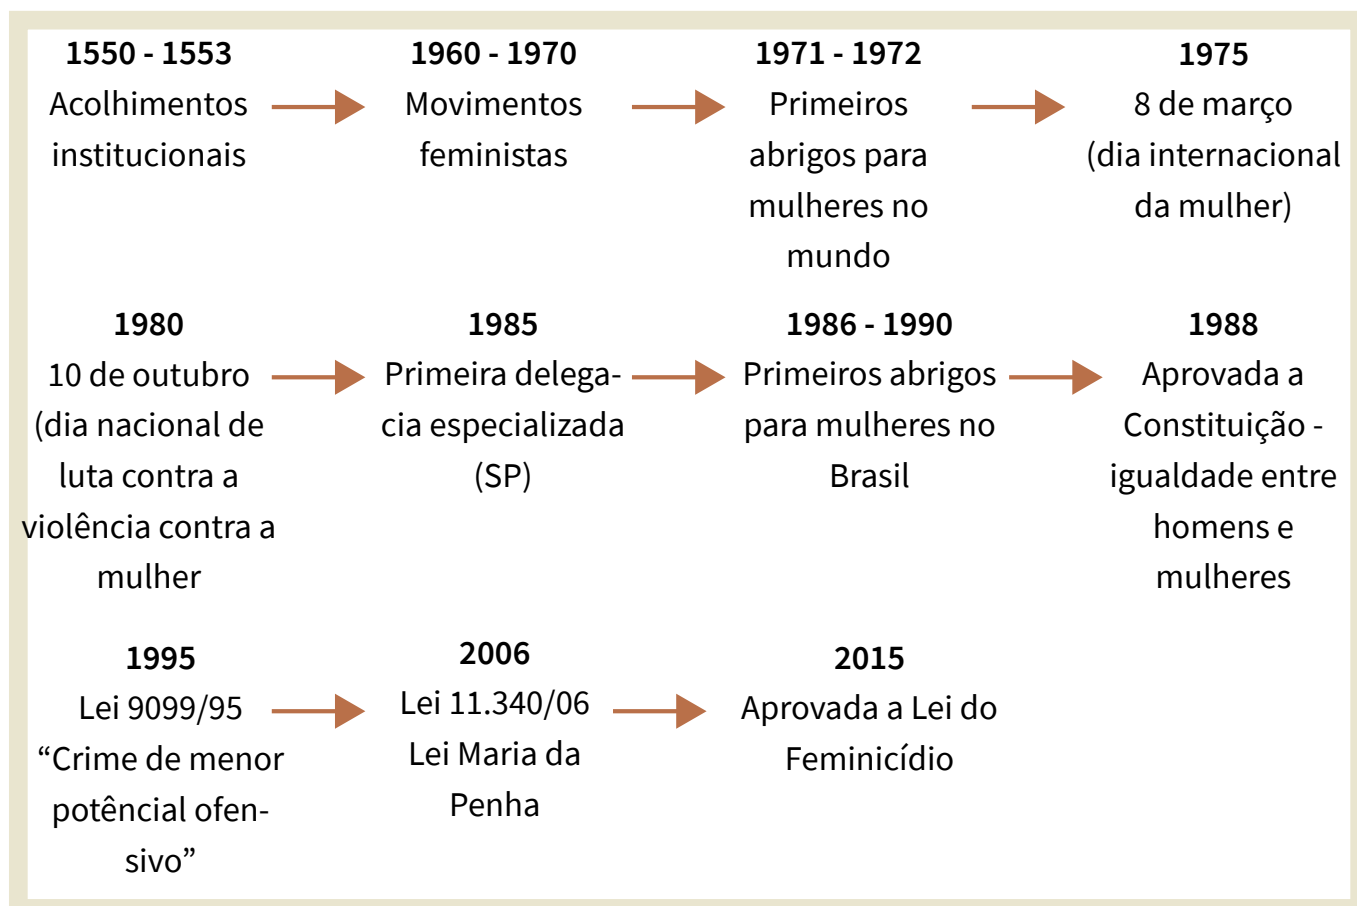 1550 - 1553
Acolhimentos
institucionais
1960 - 1970
Movimentos
feministas
1971 - 1972
Primeiros
abrigos para
mulheres no
mundo
1975
8 de março
(dia internacional
da mulher)
1980
10 de outubro
(dia nacional de
luta contra a
violência contra a
mulher
1985
Primeira delega-
cia especializada
(SP)
1986 - 1990
Primeiros abrigos
para mulheres no
Brasil
1988
Aprovada a
Constituição -
igualdade entre
homens e
mulheres
1995
Lei 9099/95
“Crime de menor
potêncial ofen-
sivo”
2006
Lei 11.340/06
Lei Maria da
Penha
2015
Aprovada a Lei do
Feminicídio